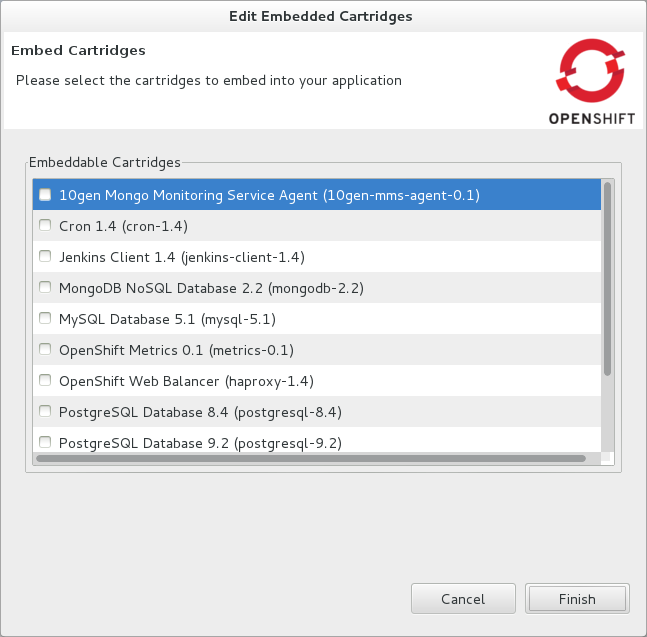 Edit Embedded Cartridges
Embed Cartridges
Please select the cartridges to embed into your application
OPENSHIFT
Embeddable Cartridges
10gen Mongo Monitoring Service Agent (10gen-mms-agent-0.1)
Cron 1.4 (cron-1.4)
Jenkins Client 1.4 (jenkins-client-1.4)
MongoDB NoSQL Database 2.2 (mongodb-2.2)
MySQL Database 5.1 (mysql-5.1)
OpenShift Metrics 0.1 (metrics-0.1)
OpenShift Web Balancer (haproxy-1.4)
PostgreSQL Database 8.4 (postgresql-8.4)
PostgreSQL Database 9.2 (postgresql-9.2)
Cancel
Finish